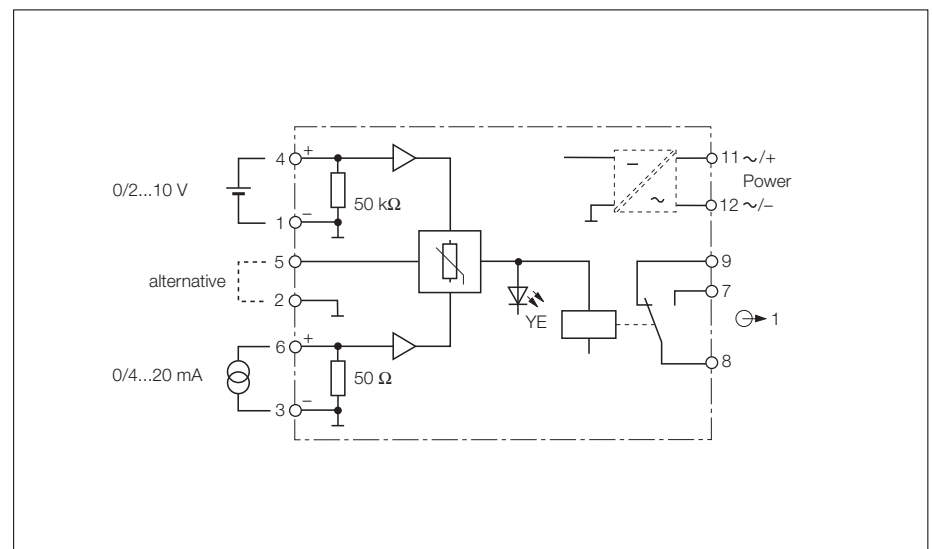 4 +
0/2...10 V
50 kΩ
1 −
5
alternative
2
6 +
0/4...20 mA
50 Ω
3 −
YE
−
~
11 ~/+
Power
12 ~/−
9
7
1
8